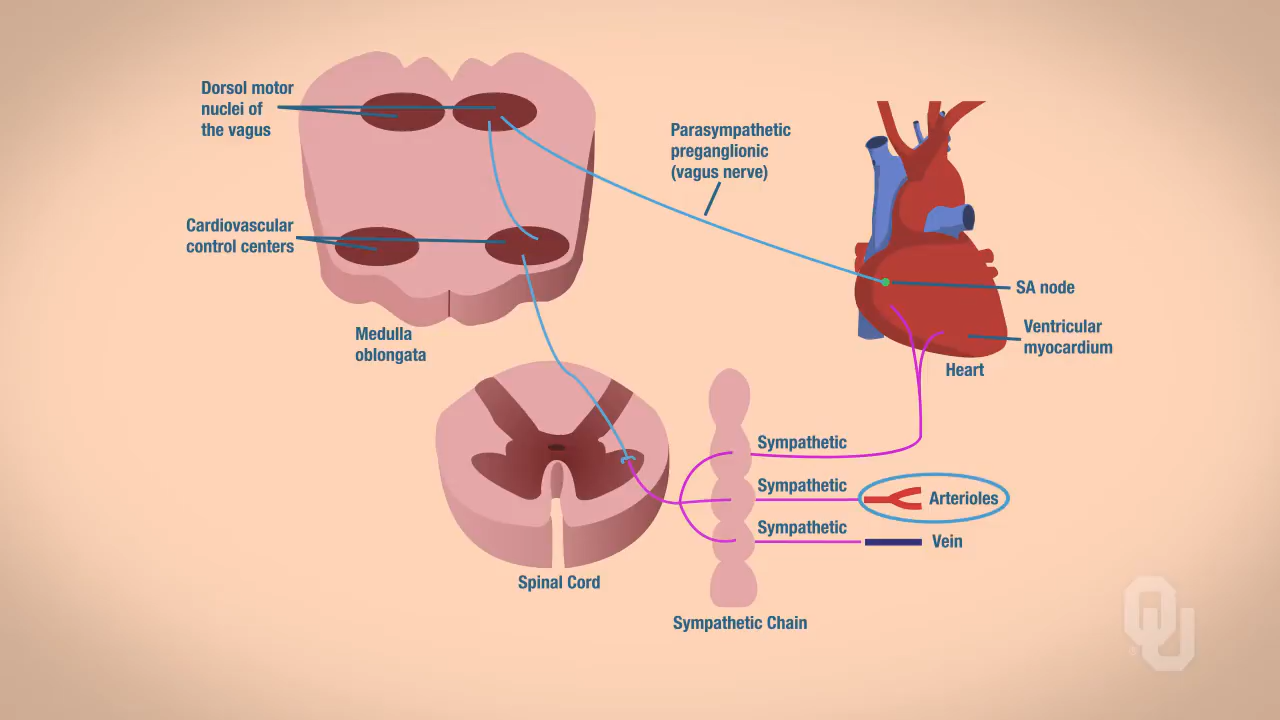 Dorsol motor
nuclei of
the vagus
Parasympathetic
preganglionic
(vagus nerve)
Cardiovascular
control centers
SA node
Medulla
oblongata
Ventricular
myocardium
Heart
Sympathetic
Sympathetic
Arterioles
Sympathetic
Vein
Spinal Cord
Sympathetic Chain
OU